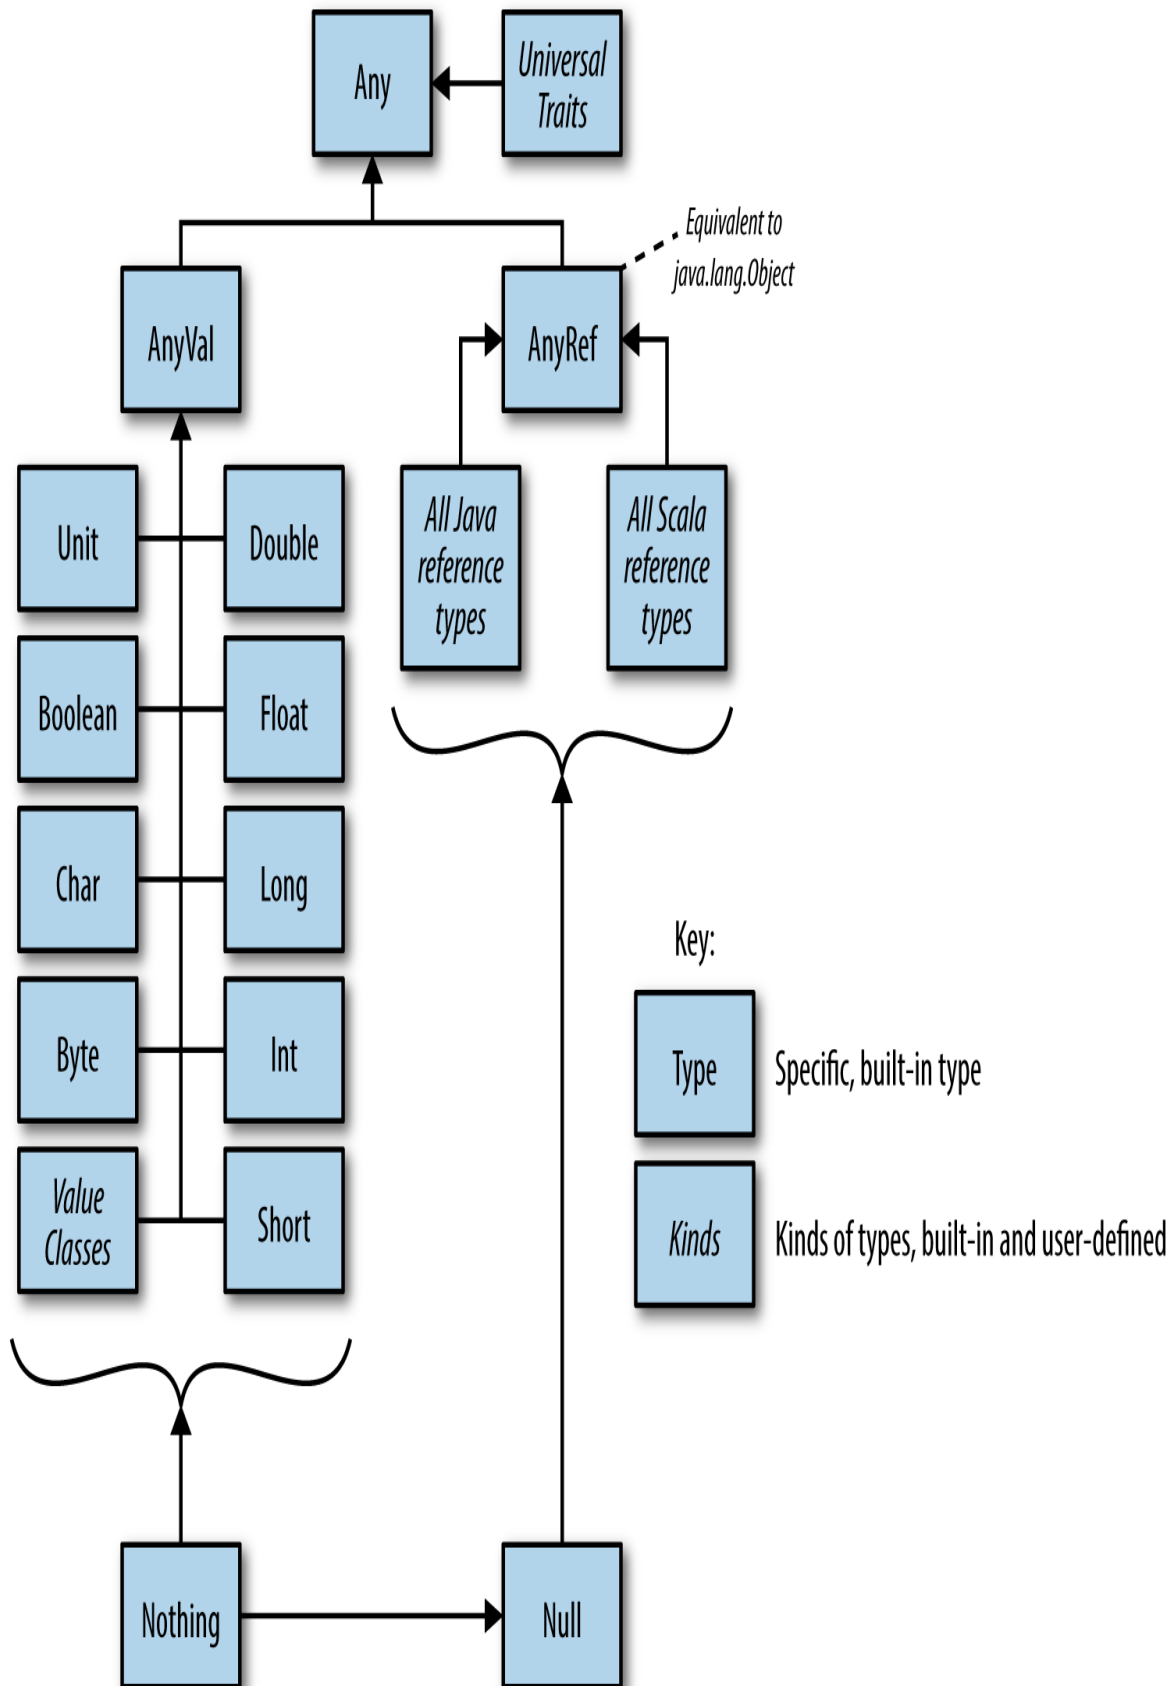 Any
Universal
Traits
Equivalent to
java.lang.Object
AnyVal
AnyRef
Unit
Double
All Java
reference
types
All Scala
reference
types
Boolean
Float
Char
Long
Key:
Byte
Int
Type
Specific, built-in type
Value
Classes
Short
Kinds
Kinds of types, built-in and user-defined
Nothing
Null